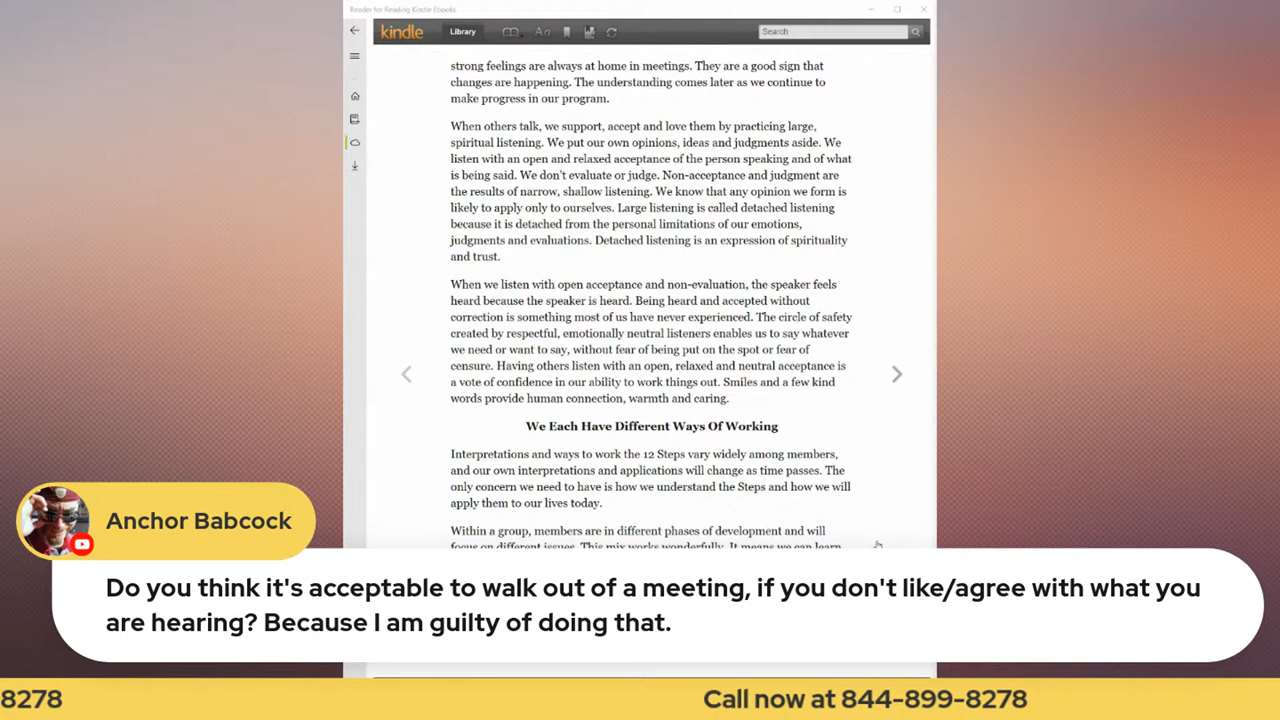 Reader for Reading Kindle Ebooks
kindle
Library
Aa
Search
strong feelings are always at home in meetings. They are a good sign that
changes are happening. The understanding comes later as we continue to
make progress in our program.
When others talk, we support, accept and love them by practicing large,
spiritual listening. We put our own opinions, ideas and judgments aside. We
listen with an open and relaxed acceptance of the person speaking and of what
is being said. We don't evaluate or judge. Non-acceptance and judgment are
the results of narrow, shallow listening. We know that any opinion we form is
likely to apply only to ourselves. Large listening is called detached listening
because it is detached from the personal limitations of our emotions,
judgments and evaluations. Detached listening is an expression of spirituality
and trust.
When we listen with open acceptance and non-evaluation, the speaker feels
heard because the speaker is heard. Being heard and accepted without
correction is something most of us have never experienced. The circle of safety
created by respectful, emotionally neutral listeners enables us to say whatever
we need or want to say, without fear of being put on the spot or fear of
censure. Having others listen with an open, relaxed and neutral acceptance is
a vote of confidence in our ability to work things out. Smiles and a few kind
words provide human connection, warmth and caring.
We Each Have Different Ways Of Working
Interpretations and ways to work the 12 Steps vary widely among members,
and our own interpretations and applications will change as time passes. The
only concern we need to have is how we understand the Steps and how we will
apply them to our lives today.
Within a group, members are in different phases of development and will
focus on different issues. This mix works wonderfully. It means we can learn
Anchor Babcock
Do you think it's acceptable to walk out of a meeting, if you don't like/agree with what you
are hearing? Because I am guilty of doing that.
8278
Call now at 844-899-8278